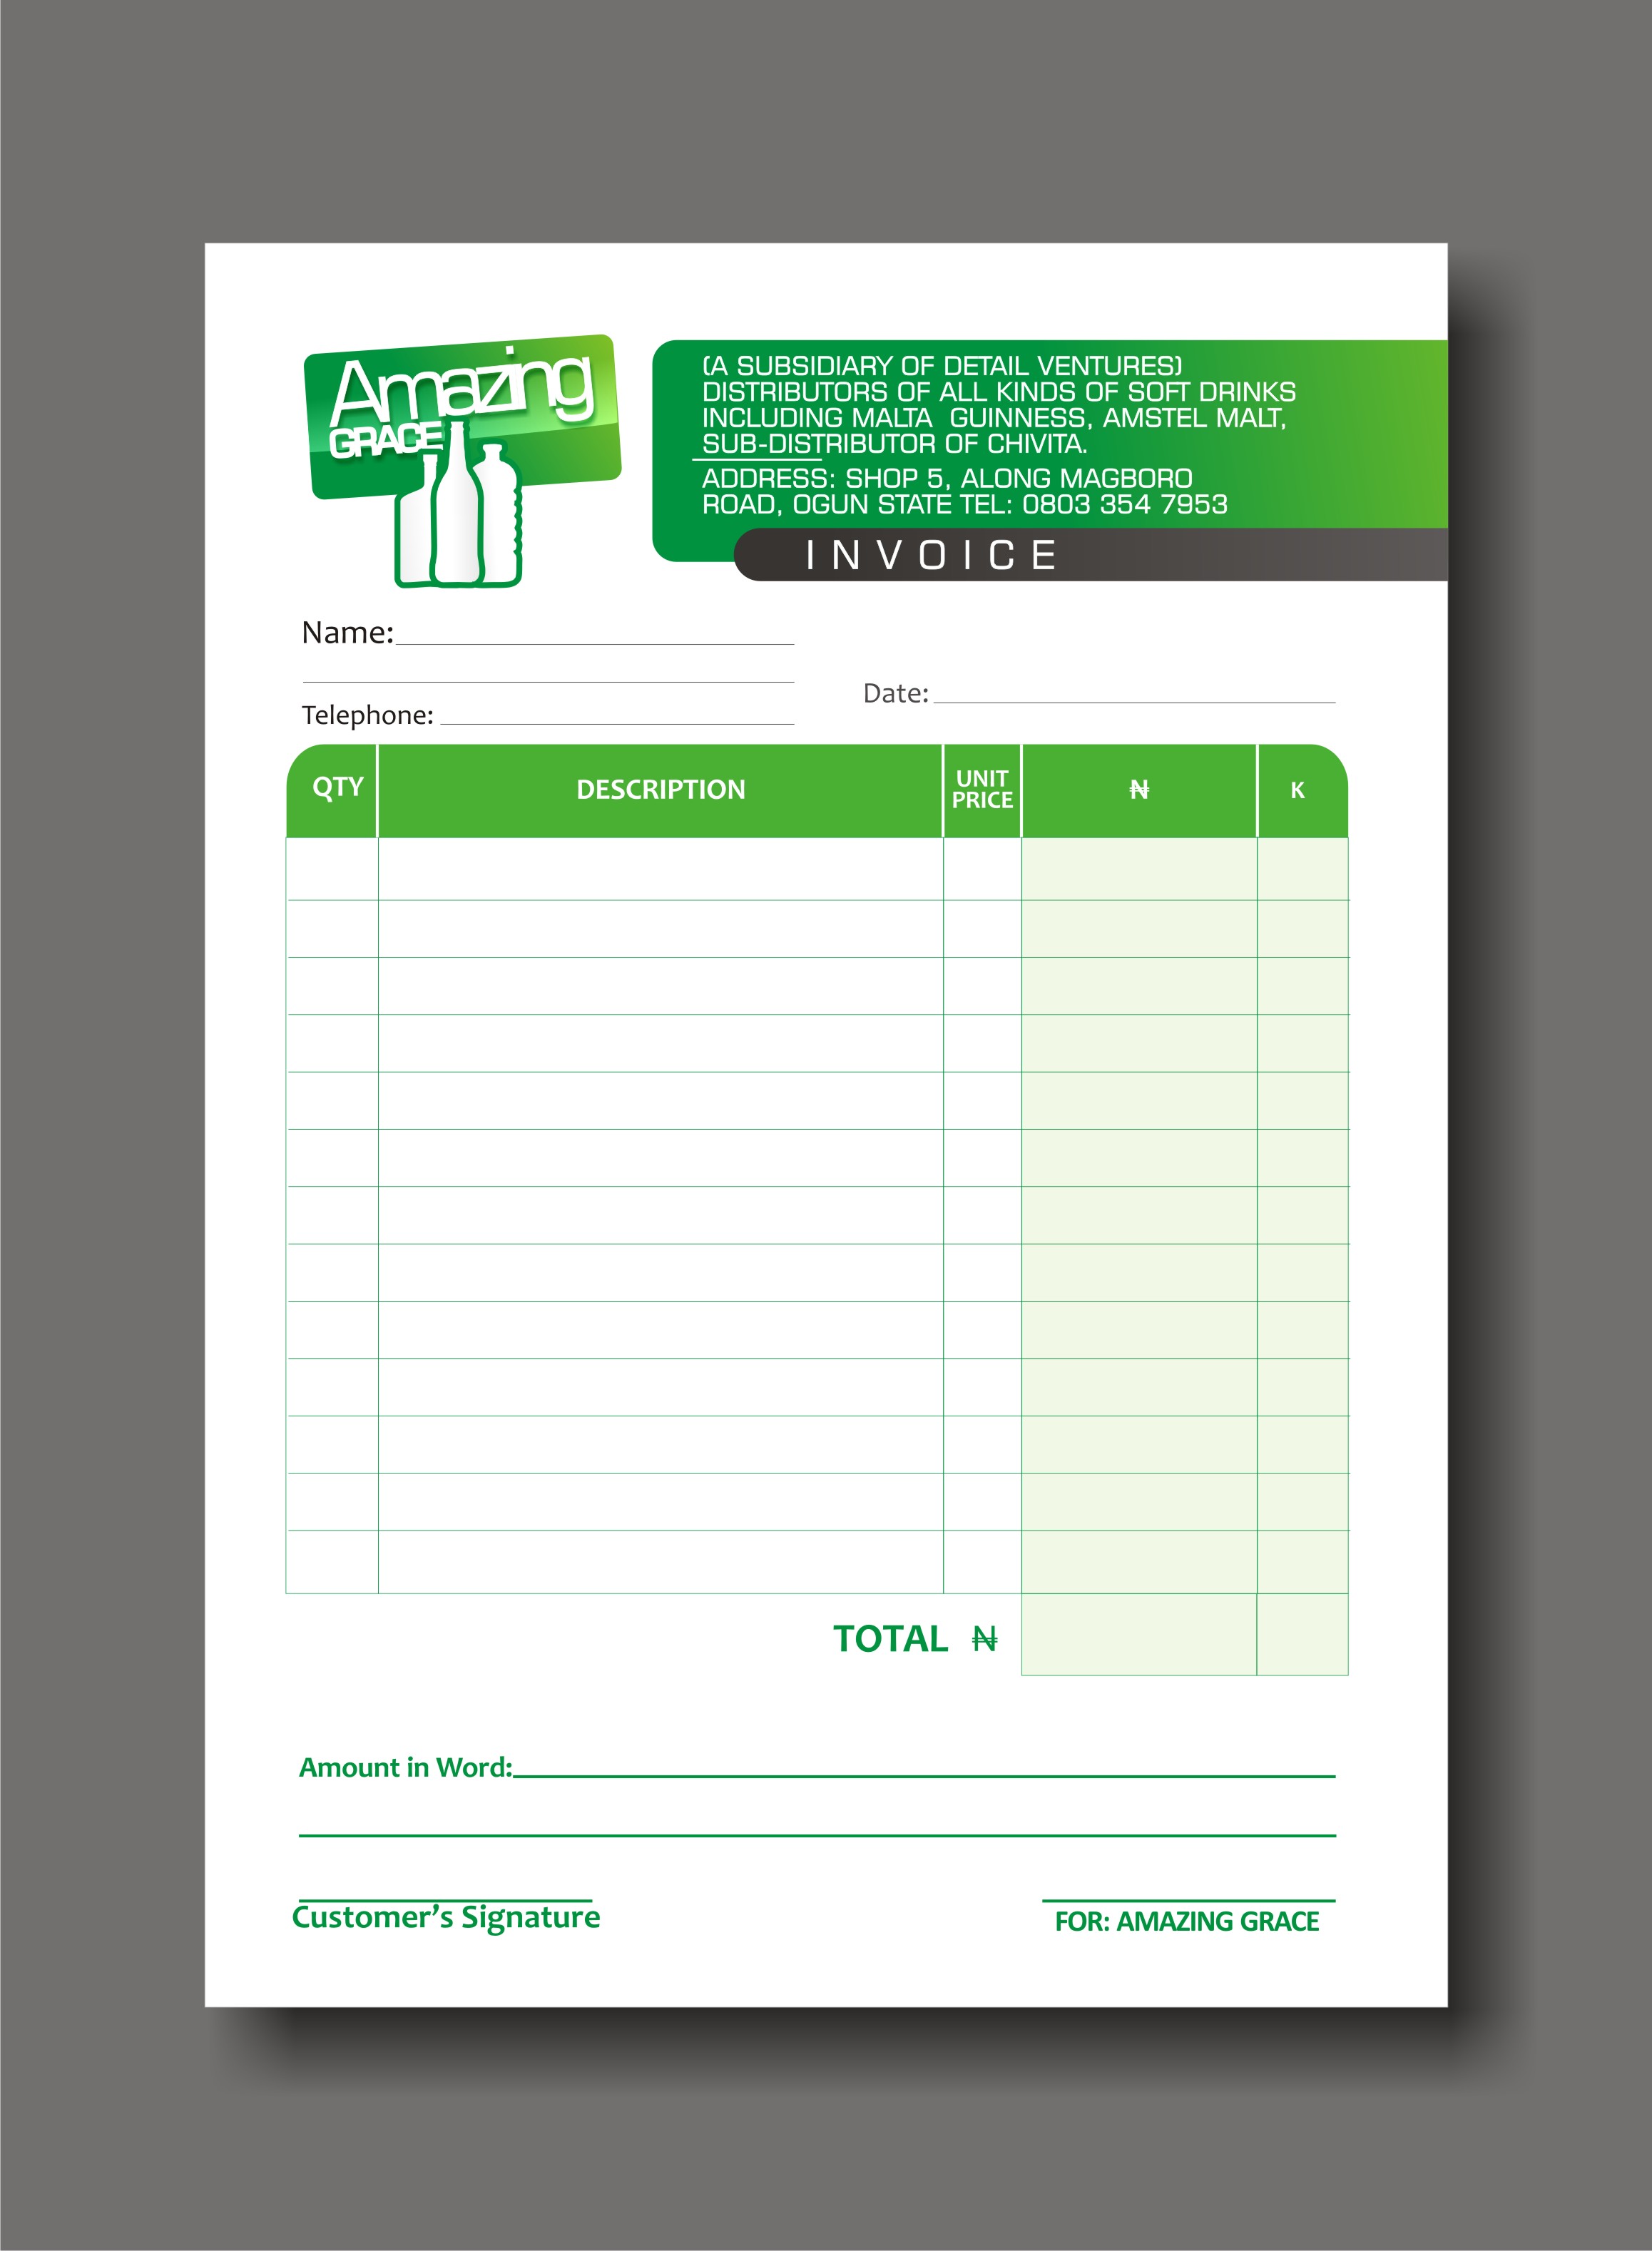 Amazing
GRACE
(A SUBSIDIARY OF DETAIL VENTURES)
DISTRIBUTORS OF ALL KINDS OF SOFT DRINKS
INCLUDING MALTA GUINNESS, AMSTEL MALT,
SUB-DISTRIBUTOR OF CHIVITA.
ADDRESS: SHOP 5, ALONG MAGBORO
ROAD, OGUN STATE TEL: 0803 354 7953
INVOICE
Name:
Date:
Telephone:
QTY DESCRIPTION UNIT PRICE ₦ K
TOTAL ₦
Amount in Word:
Customer’s Signature
FOR: AMAZING GRACE